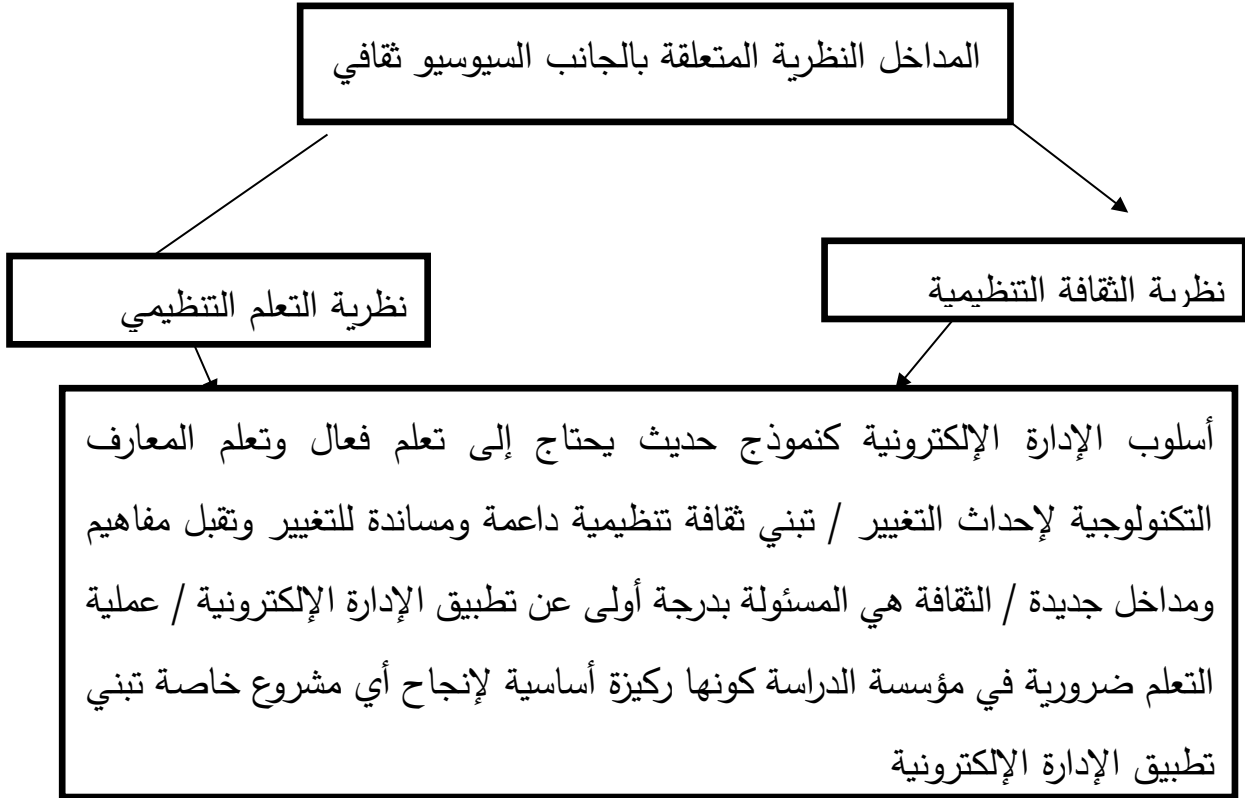 المداخل النظرية المتعلقة بالجانب السيوسيو ثقافي
نظرية الثقافة التنظيمية
نظرية التعلم التنظيمي
أسلوب الإدارة الإلكترونية كنموذج حديث يحتاج إلى تعلم فعال وتعلم المعارف
التكنولوجية لإحداث التغيير / تبني ثقافة تنظيمية داعمة ومساندة للتغيير وتقبل مفاهيم
ومداخل جديدة / الثقافة هي المسئولة بدرجة أولى عن تطبيق الإدارة الإلكترونية / عملية
التعلم ضرورية في مؤسسة الدراسة كونها ركيزة أساسية لإنجاح أي مشروع خاصة تبني
تطبيق الإدارة الإلكترونية